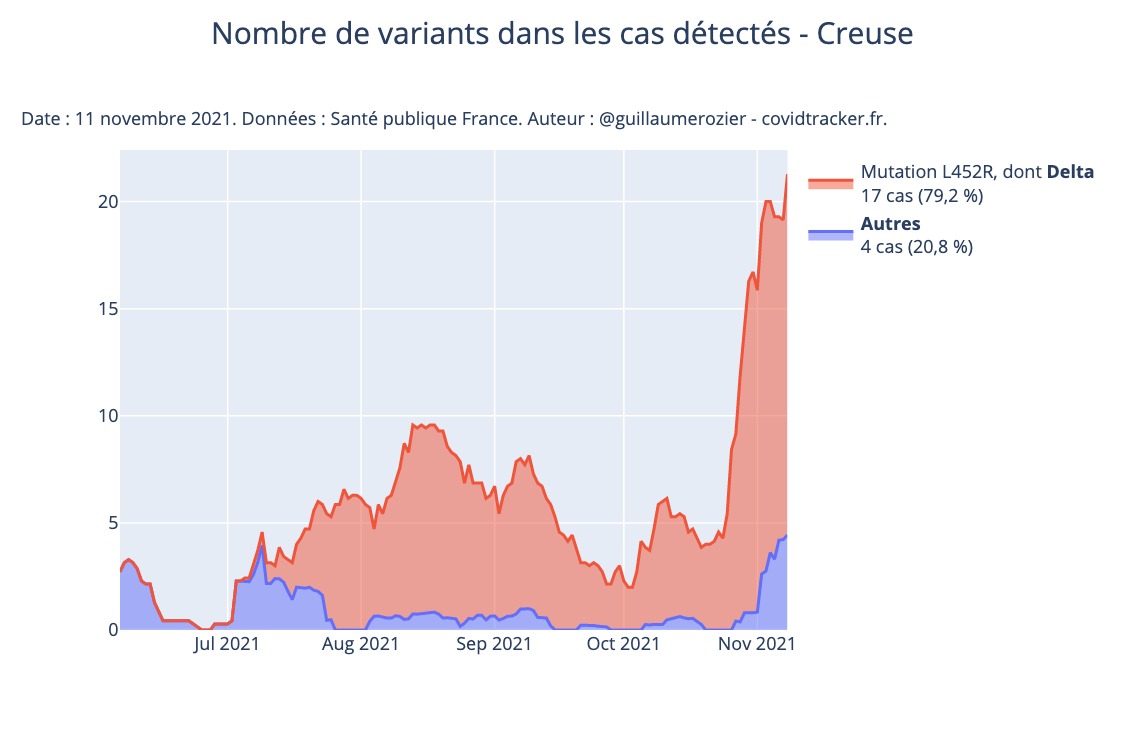 Nombre de variants dans les cas détectés - Creuse
Date : 11 novembre 2021. Données : Santé publique France. Auteur : @guillaumerozier - covidtracker.fr.
Mutation L452R, dont Delta
17 cas (79,2 %)
Autres
4 cas (20,8 %)
20
15
10
5
0
Jul 2021 Aug 2021 Sep 2021 Oct 2021 Nov 2021